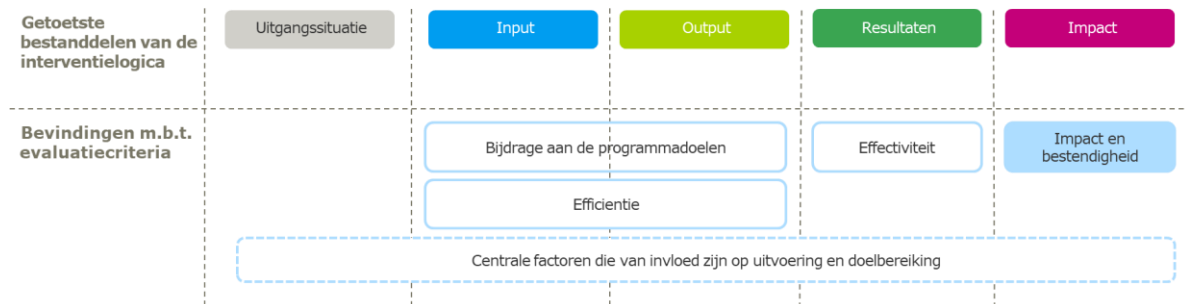 Getoetste
bestanddelen van de
interventielogica
Uitgangssituatie
Input
Output
Resultaten
Impact
Bevindingen m.b.t.
evaluatiecriteria
Bijdrage aan de programmadoelen
Effectiviteit
Impact en
bestendigheid
Efficientie
Centrale factoren die van invloed zijn op uitvoering en doelbereiking